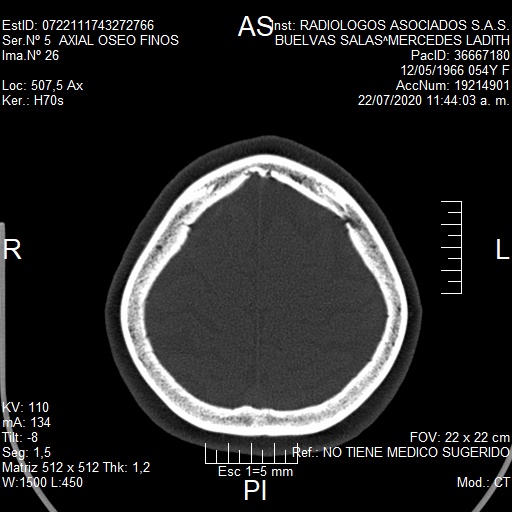 EstID: 0722111743272766
Ser.Nº 5 AXIAL OSEO FINOS
Ima.Nº 26
Loc: 507,5 Ax
Ker.: H70s
AS
Inst: RADIOLOGOS ASOCIADOS S.A.S.
BUELVAS SALAS^MERCEDES LADITH
PacID: 36667180
12/05/1966 054Y F
AccNum: 19214901
22/07/2020 11:44:03 a. m.
R
L
KV: 110
mA: 134
Tilt: -8
Seg: 1,5
Matriz 512 x 512 Thk: 1,2
W:1500 L:450
Esc 1=5 mm
PI
FOV: 22 x 22 cm
Ref.: NO TIENE MEDICO SUGERIDO
Mod.: CT